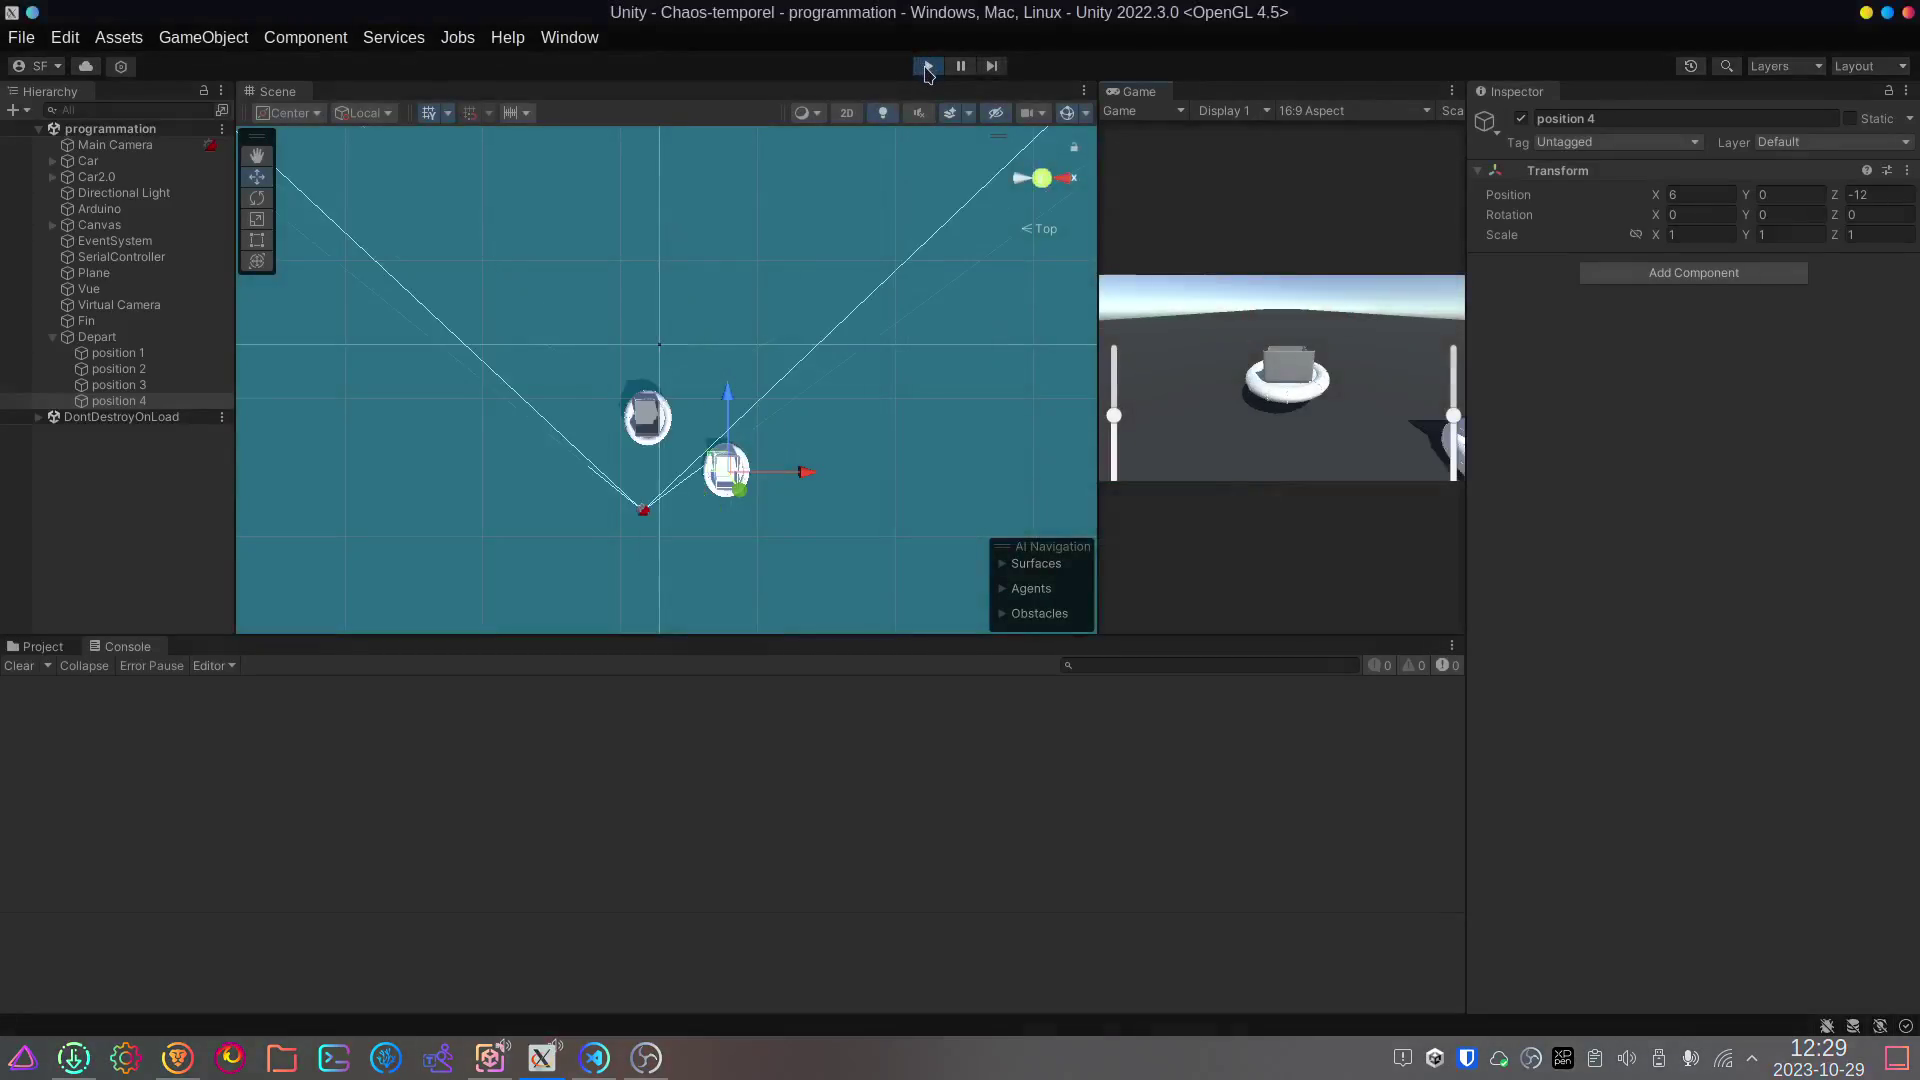 Unity - Chaos-temporel - programmation - Windows, Mac, Linux - Unity 2022.3.0 <OpenGL 4.5>
File Edit Assets GameObject Component Services Jobs Help Window
SF
Layers
Layout
Hierarchy
Scene
Game
Inspector
All
Center
Local
2D
Game
Display 1
16:9 Aspect
Sca
programmation
Main Camera
Car
Car2.0
Directional Light
Arduino
Canvas
EventSystem
SerialController
Plane
Vue
Virtual Camera
Fin
Depart
position 1
position 2
position 3
position 4
DontDestroyOnLoad
x
Top
AI Navigation
Surfaces
Agents
Obstacles
position 4
Static
Tag Untagged Layer Default
Transform
Position X 6 Y 0 Z -12
Rotation X 0 Y 0 Z 0
Scale X 1 Y 1 Z 1
Add Component
Project Console
Clear Collapse Error Pause Editor
0 0 0
XP PEN
12:29
2023-10-29